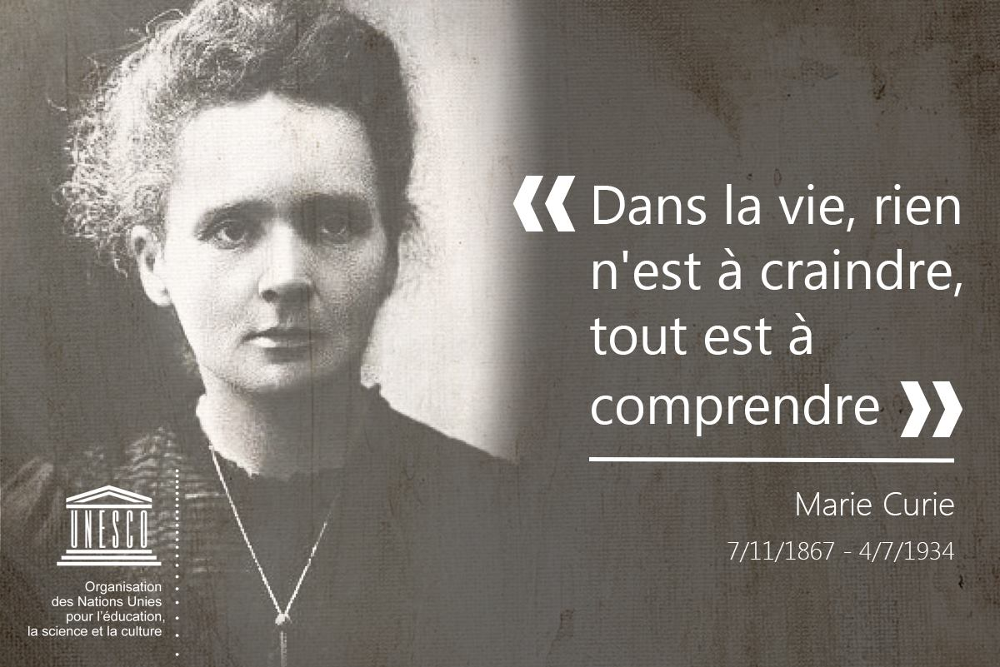 « Dans la vie, rien
n'est à craindre,
tout est à
comprendre »
Marie Curie
7/11/1867 - 4/7/1934
UNESCO
Organisation
des Nations Unies
pour l'éducation,
la science et la culture